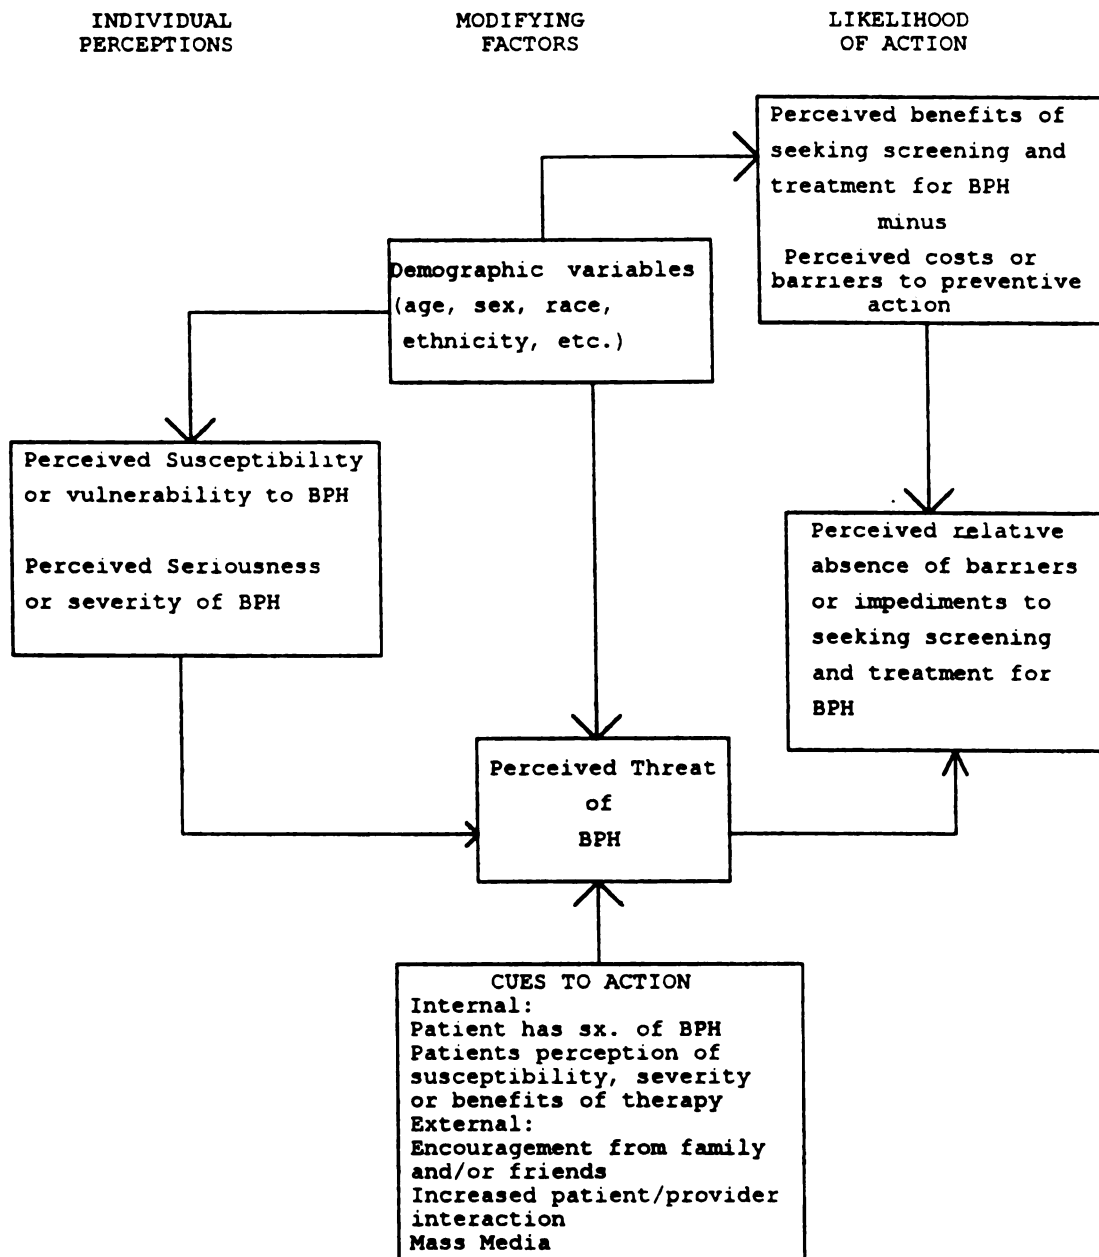 INDIVIDUAL
PERCEPTIONS
MODIFYING
FACTORS
LIKELIHOOD
OF ACTION
Perceived benefits of
seeking screening and
treatment for BPH
minus
Perceived costs or
barriers to preventive
action
Demographic variables
(age, sex, race,
ethnicity, etc.)
Perceived Susceptibility
or vulnerability to BPH
Perceived Seriousness
or severity of BPH
Perceived relative
absence of barriers
or impediments to
seeking screening
and treatment for
BPH
Perceived Threat
of
BPH
CUES TO ACTION
Internal:
Patient has sx. of BPH
Patients perception of
susceptibility, severity
or benefits of therapy
External:
Encouragement from family
and/or friends
Increased patient/provider
interaction
Mass Media